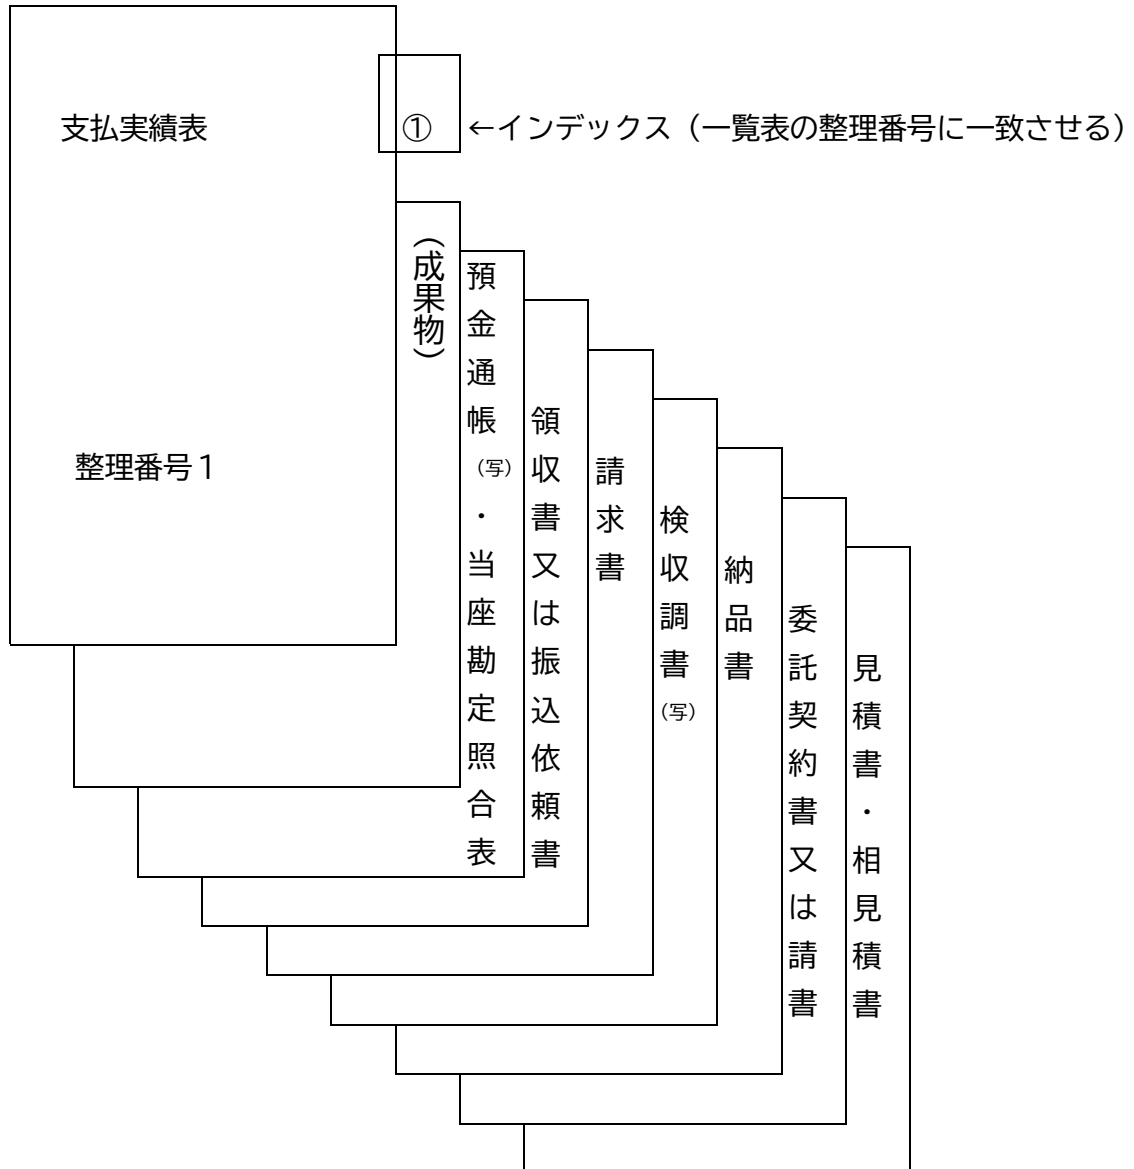 支払実績表
①
←インデックス（一覧表の整理番号に一致させる）
整理番号１
（成果物）
預金通帳（写）・当座勘定照合表
領収書又は振込依頼書
請求書
検収調書（写）
納品書
委託契約書又は請書
見積書・相見積書